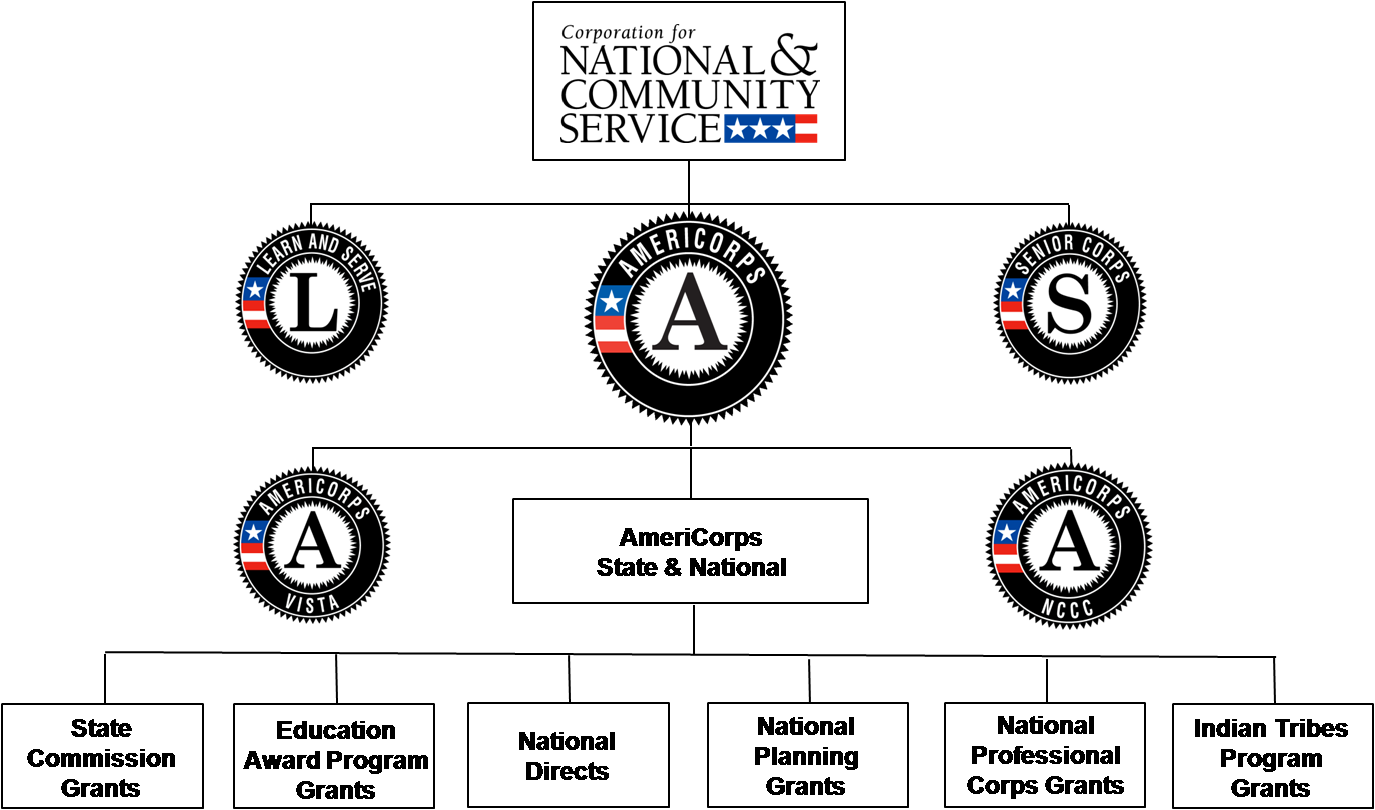 Corporation for
NATIONAL &
COMMUNITY
SERVICE
LEARN AND SERVE
L
AMERICORPS
A
SENIOR CORPS
S
AMERICORPS
A
VISTA
AmeriCorps
State & National
AMERICORPS
A
NCCC
State
Commission
Grants
Education
Award Program
Grants
National
Directs
National
Planning
Grants
National
Professional
Corps Grants
Indian Tribes
Program
Grants